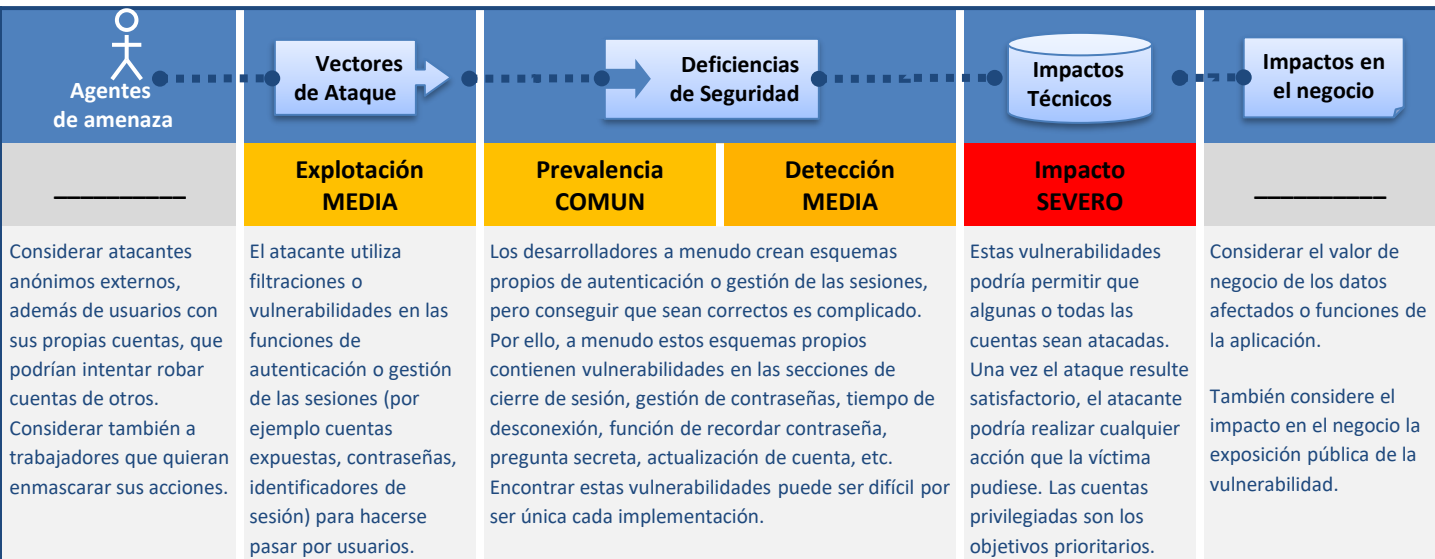 Agentes
de amenaza
Vectores
de Ataque
Deficiencias
de Seguridad
Impactos
Técnicos
Impactos en
el negocio
__________
Explotación
MEDIA
Prevalencia
COMUN
Detección
MEDIA
Impacto
SEVERO
__________
Considerar atacantes
anónimos externos,
además de usuarios con
sus propias cuentas, que
podrían intentar robar
cuentas de otros.
Considerar también a
trabajadores que quieran
enmascarar sus acciones.
El atacante utiliza
filtraciones o
vulnerabilidades en las
funciones de
autenticación o gestión
de las sesiones (por
ejemplo cuentas
expuestas, contraseñas,
identificadores de
sesión) para hacerse
pasar por usuarios.
Los desarrolladores a menudo crean esquemas
propios de autenticación o gestión de las sesiones,
pero conseguir que sean correctos es complicado.
Por ello, a menudo estos esquemas propios
contienen vulnerabilidades en las secciones de
cierre de sesión, gestión de contraseñas, tiempo de
desconexión, función de recordar contraseña,
pregunta secreta, actualización de cuenta, etc.
Encontrar estas vulnerabilidades puede ser difícil por
ser única cada implementación.
Estas vulnerabilidades
podría permitir que
algunas o todas las
cuentas sean atacadas.
Una vez el ataque resulte
satisfactorio, el atacante
podría realizar cualquier
acción que la víctima
pudiese. Las cuentas
privilegiadas son los
objetivos prioritarios.
Considerar el valor de
negocio de los datos
afectados o funciones de
la aplicación.
También considere el
impacto en el negocio la
exposición pública de la
vulnerabilidad.